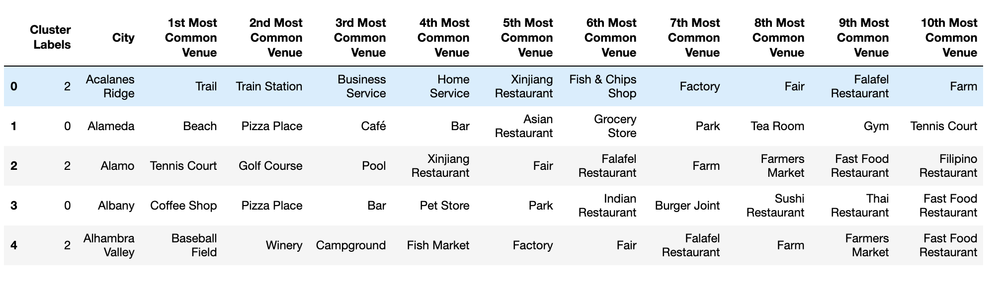 Cluster Labels City 1st Most Common Venue 2nd Most Common Venue 3rd Most Common Venue 4th Most Common Venue 5th Most Common Venue 6th Most Common Venue 7th Most Common Venue 8th Most Common Venue 9th Most Common Venue 10th Most Common Venue
0 2 Acalanes Ridge Trail Train Station Business Service Home Service Xinjiang Restaurant Fish & Chips Shop Factory Fair Falafel Restaurant Farm
1 0 Alameda Beach Pizza Place Café Bar Asian Restaurant Grocery Store Park Tea Room Gym Tennis Court
2 2 Alamo Tennis Court Golf Course Pool Xinjiang Restaurant Fair Falafel Restaurant Farm Farmers Market Fast Food Restaurant Filipino Restaurant
3 0 Albany Coffee Shop Pizza Place Bar Pet Store Park Indian Restaurant Burger Joint Sushi Restaurant Thai Restaurant Fast Food Restaurant
4 2 Alhambra Valley Baseball Field Winery Campground Fish Market Factory Fair Falafel Restaurant Farm Farmers Market Fast Food Restaurant